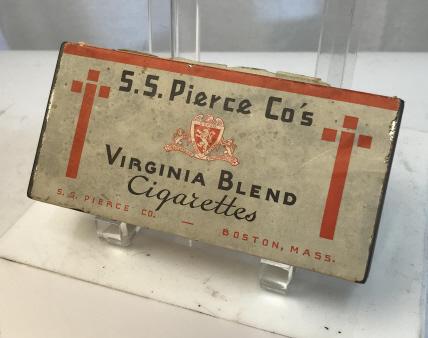 S.S. Pierce Co's
VIRGINIA BLEND
Cigarettes
S. S. PIERCE CO. — BOSTON, MASS.